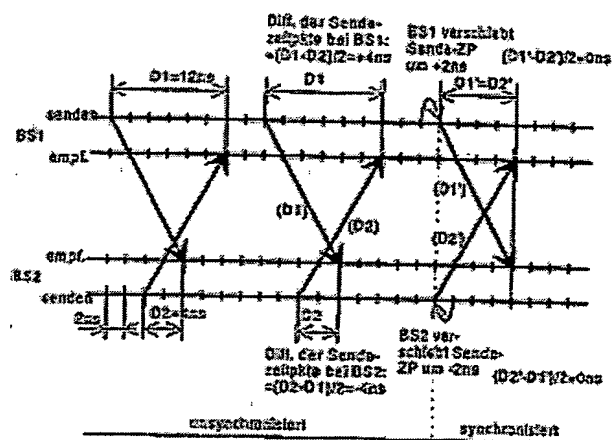 Diff. der Sende-
zeitpkte bei BS1:
=(D1-D2)/2=+4ns
BS1 verschiebt
Sende-ZP
um +2ns
(D1'-D2')/2=0ns
D1=12ns
D1
D1'=D2'
BS1
senden
empf.
(D1)
(D2)
(D1')
(D2')
BS2
empf.
senden
2ns
D2=4ns
D2
Diff. der Sende-
zeitpkte bei BS2:
=(D2-D1)/2=-4ns
BS2 ver-
schiebt Sende-
ZP um -2ns
(D2'-D1')/2=0ns
unsynchronisiert
synchronisiert